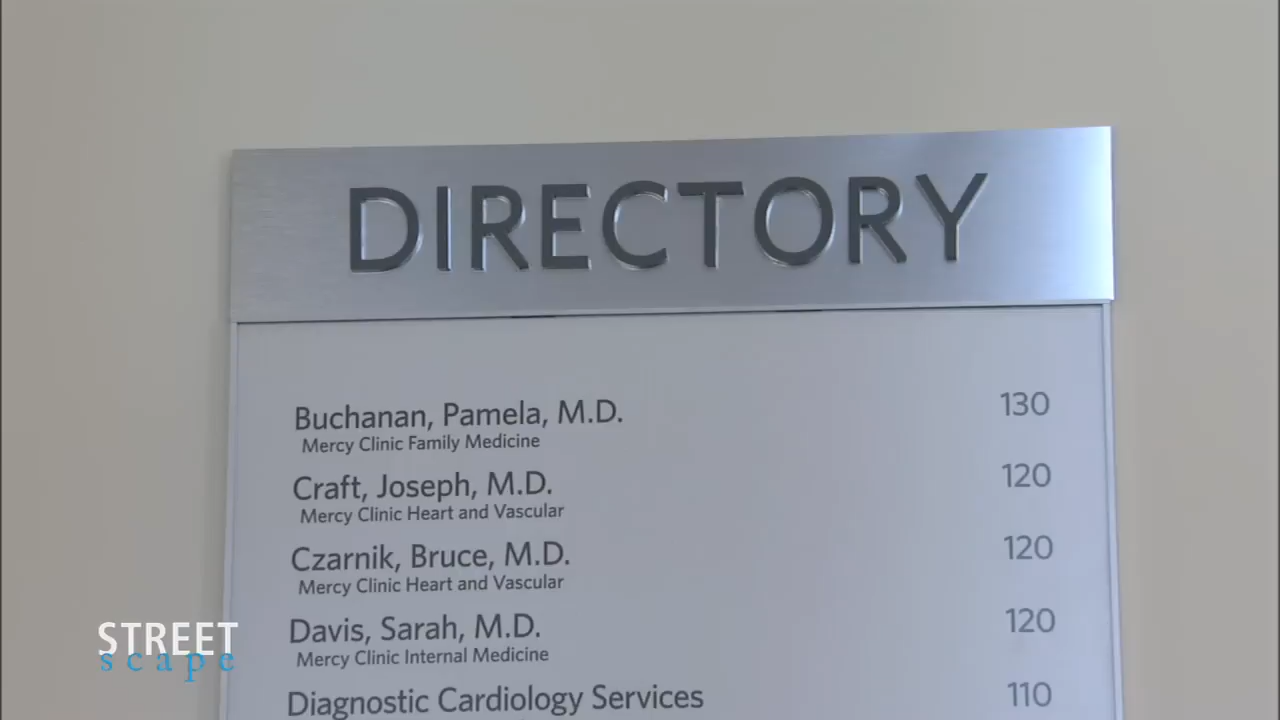 DIRECTORY
Buchanan, Pamela, M.D. 130
Mercy Clinic Family Medicine
Craft, Joseph, M.D. 120
Mercy Clinic Heart and Vascular
Czarnik, Bruce, M.D. 120
Mercy Clinic Heart and Vascular
Davis, Sarah, M.D. 120
Mercy Clinic Internal Medicine
Diagnostic Cardiology Services 110
STREET
scape